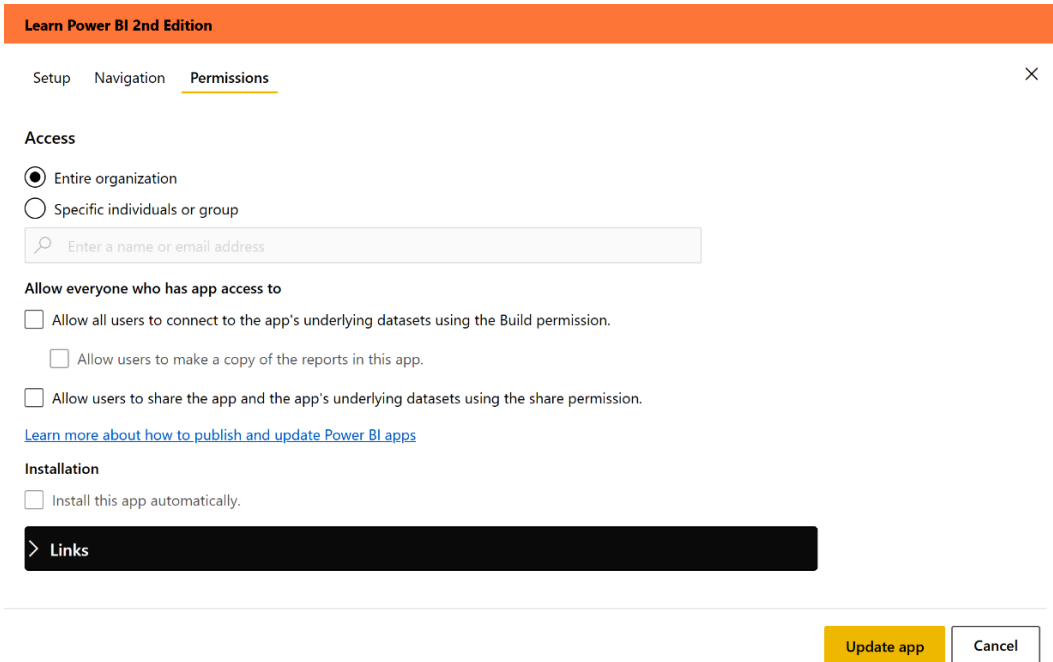 Learn Power BI 2nd Edition
Setup Navigation Permissions
Access
Entire organization
Specific individuals or group
Enter a name or email address
Allow everyone who has app access to
Allow all users to connect to the app's underlying datasets using the Build permission.
Allow users to make a copy of the reports in this app.
Allow users to share the app and the app's underlying datasets using the share permission.
Learn more about how to publish and update Power BI apps
Installation
Install this app automatically.
Links
Update app Cancel